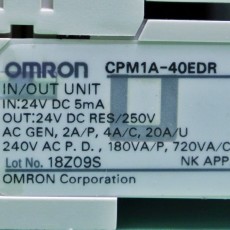 OMRON CPM1A-40EDR
IN/OUT UNIT
IN:24V DC 5mA
OUT:24V DC RES/250V
AC GEN, 2A/P, 4A/C, 20A/U
240V AC P. D. , 180VA/P, 720VA/C
Lot No. 18Z09S NK APP
OMRON Corporation